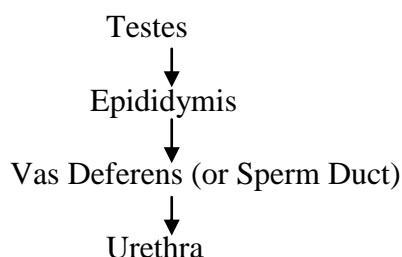 Testes
Epididymis
Vas Deferens (or Sperm Duct)
Urethra